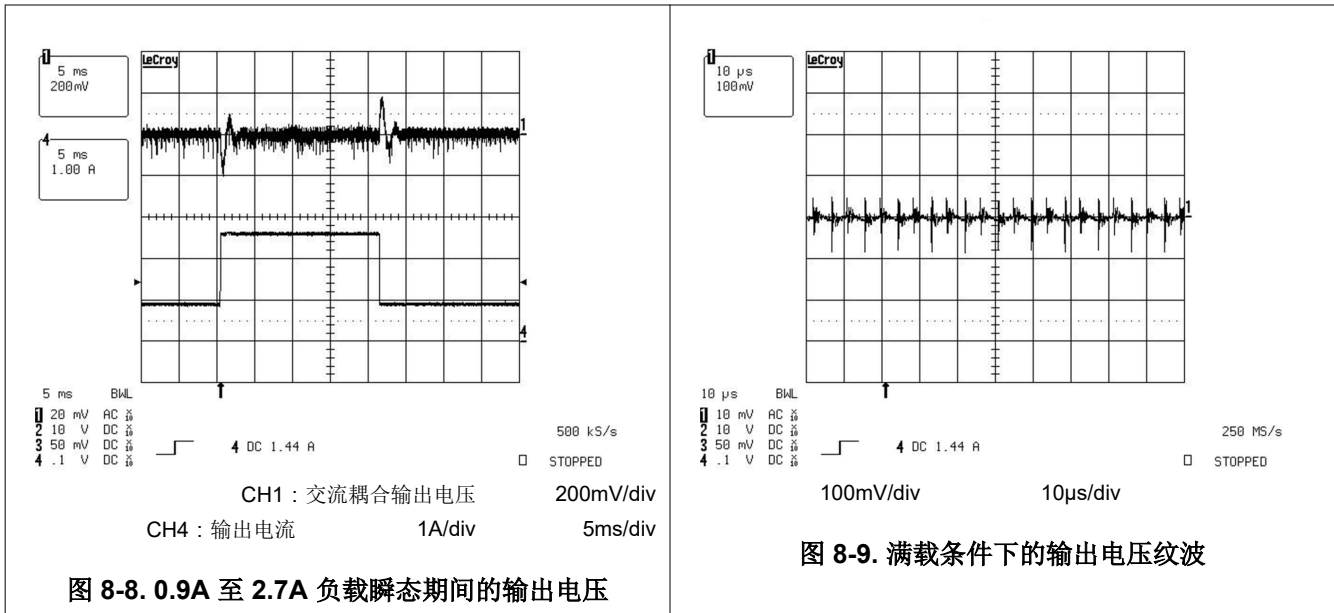 1
5 ms
200mV
4
5 ms
1.00 A
LeCroy
1
4
5 ms BWL
1 20 mV AC
2 10 V DC
3 50 mV DC
4 .1 V DC
4 DC 1.44 A
500 kS/s
STOPPED
CH1：交流耦合输出电压 200mV/div
CH4：输出电流 1A/div 5ms/div
图 8-8. 0.9A 至 2.7A 负载瞬态期间的输出电压
1
10 µs
100mV
LeCroy
1
10 µs BWL
1 10 mV AC
2 10 V DC
3 50 mV DC
4 .1 V DC
4 DC 1.44 A
250 MS/s
STOPPED
100mV/div 10µs/div
图 8-9. 满载条件下的输出电压纹波